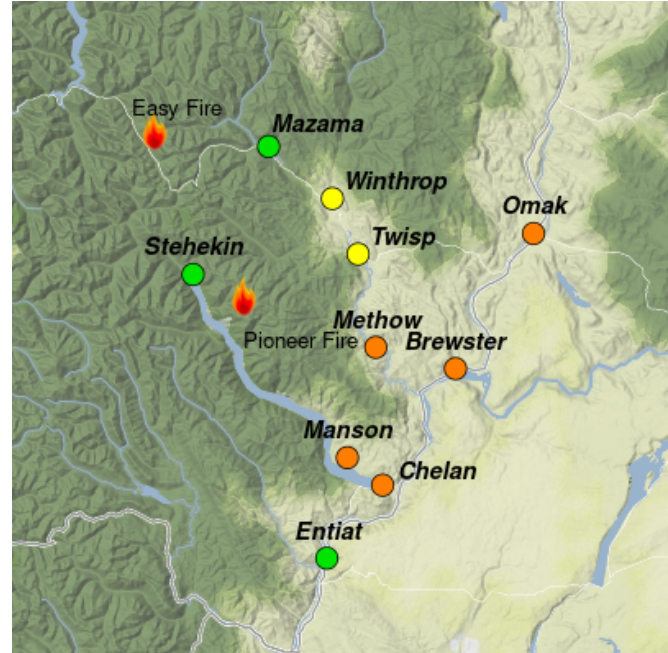 Easy Fire
Mazama
Winthrop
Omak
Twisp
Stehekin
Methow
Pioneer Fire
Brewster
Manson
Chelan
Entiat